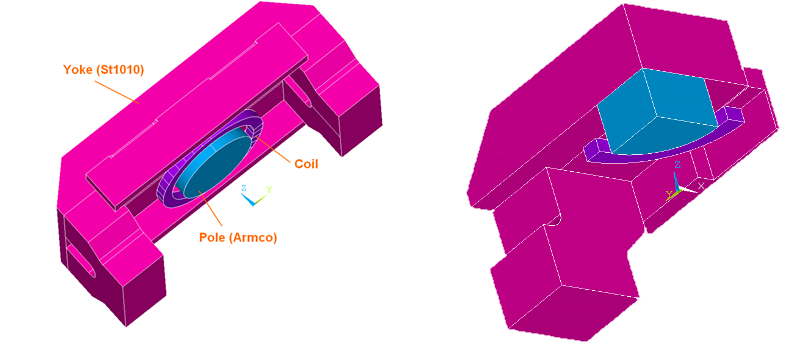 Yoke (St1010)
Coil
Z
Y
Pole (Armco)
Z
Y
X